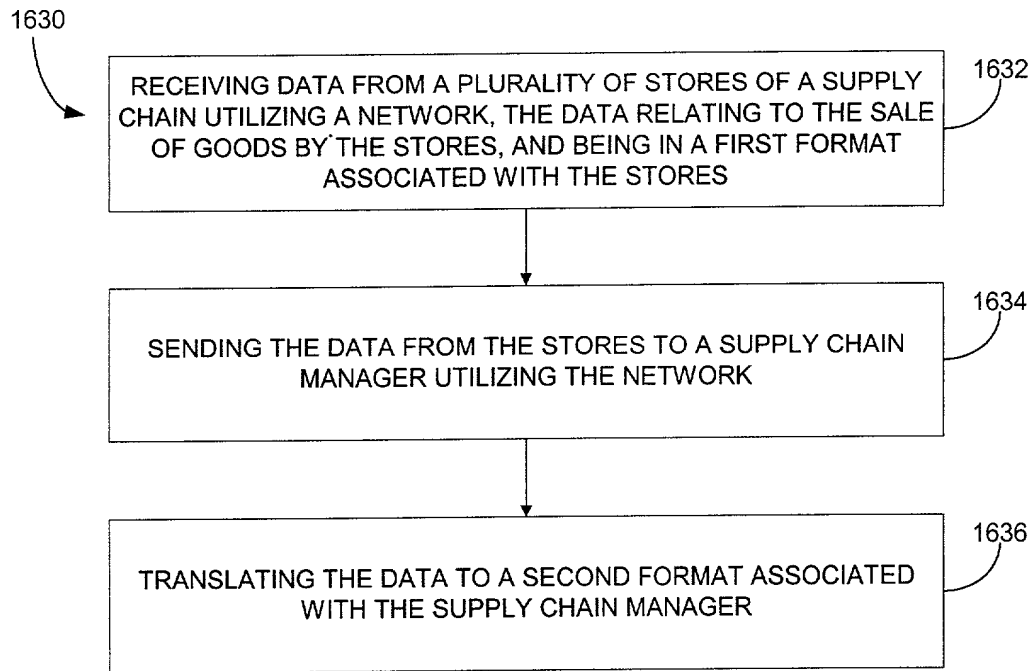 1630
RECEIVING DATA FROM A PLURALITY OF STORES OF A SUPPLY
CHAIN UTILIZING A NETWORK, THE DATA RELATING TO THE SALE
OF GOODS BY THE STORES, AND BEING IN A FIRST FORMAT
ASSOCIATED WITH THE STORES
1632
SENDING THE DATA FROM THE STORES TO A SUPPLY CHAIN
MANAGER UTILIZING THE NETWORK
1634
TRANSLATING THE DATA TO A SECOND FORMAT ASSOCIATED
WITH THE SUPPLY CHAIN MANAGER
1636